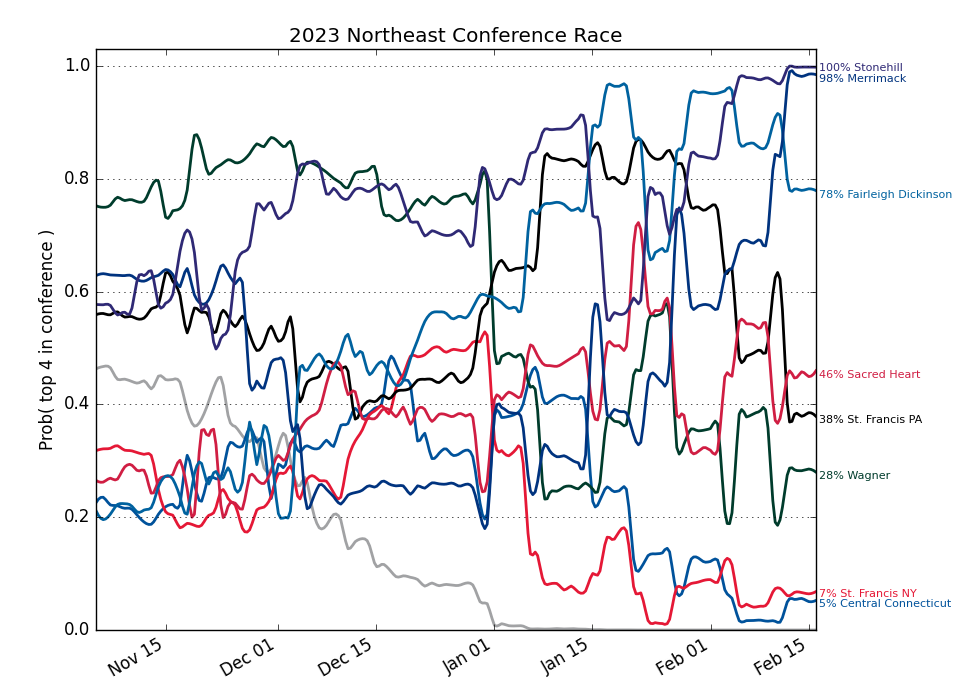 2023 Northeast Conference Race
Prob( top 4 in conference )
1.0
0.8
0.6
0.4
0.2
0.0
Nov 15
Dec 01
Dec 15
Jan 01
Jan 15
Feb 01
Feb 15
100% Stonehill
98% Merrimack
78% Fairleigh Dickinson
46% Sacred Heart
38% St. Francis PA
28% Wagner
7% St. Francis NY
5% Central Connecticut